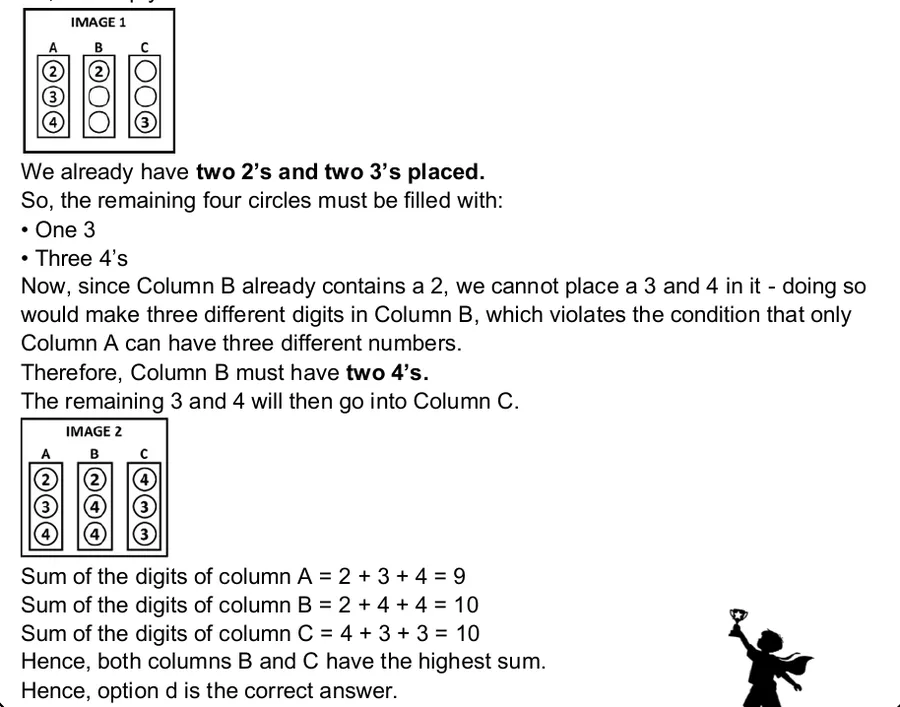 IMAGE 1
A B C
2 2
3
4 3
We already have two 2’s and two 3’s placed.
So, the remaining four circles must be filled with:
• One 3
• Three 4’s
Now, since Column B already contains a 2, we cannot place a 3 and 4 in it - doing so
would make three different digits in Column B, which violates the condition that only
Column A can have three different numbers.
Therefore, Column B must have two 4’s.
The remaining 3 and 4 will then go into Column C.
IMAGE 2
A B C
2 2 4
3 4 3
4 4 3
Sum of the digits of column A = 2 + 3 + 4 = 9
Sum of the digits of column B = 2 + 4 + 4 = 10
Sum of the digits of column C = 4 + 3 + 3 = 10
Hence, both columns B and C have the highest sum.
Hence, option d is the correct answer.